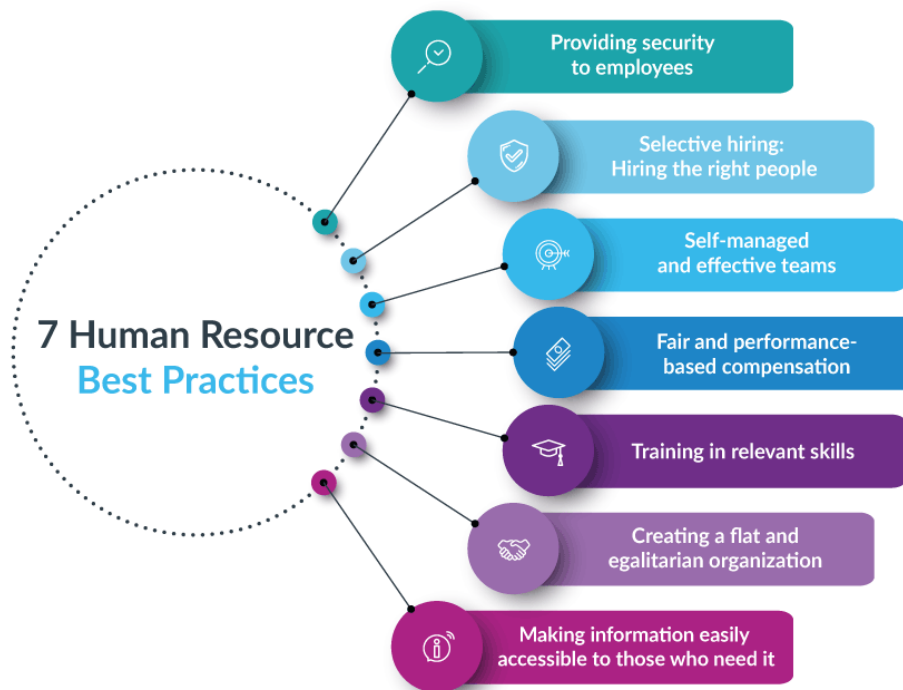 Providing security
to employees
Selective hiring:
Hiring the right people
Self-managed
and effective teams
7 Human Resource
Best Practices
Fair and performance-
based compensation
Training in relevant skills
Creating a flat and
egalitarian organization
Making information easily
accessible to those who need it